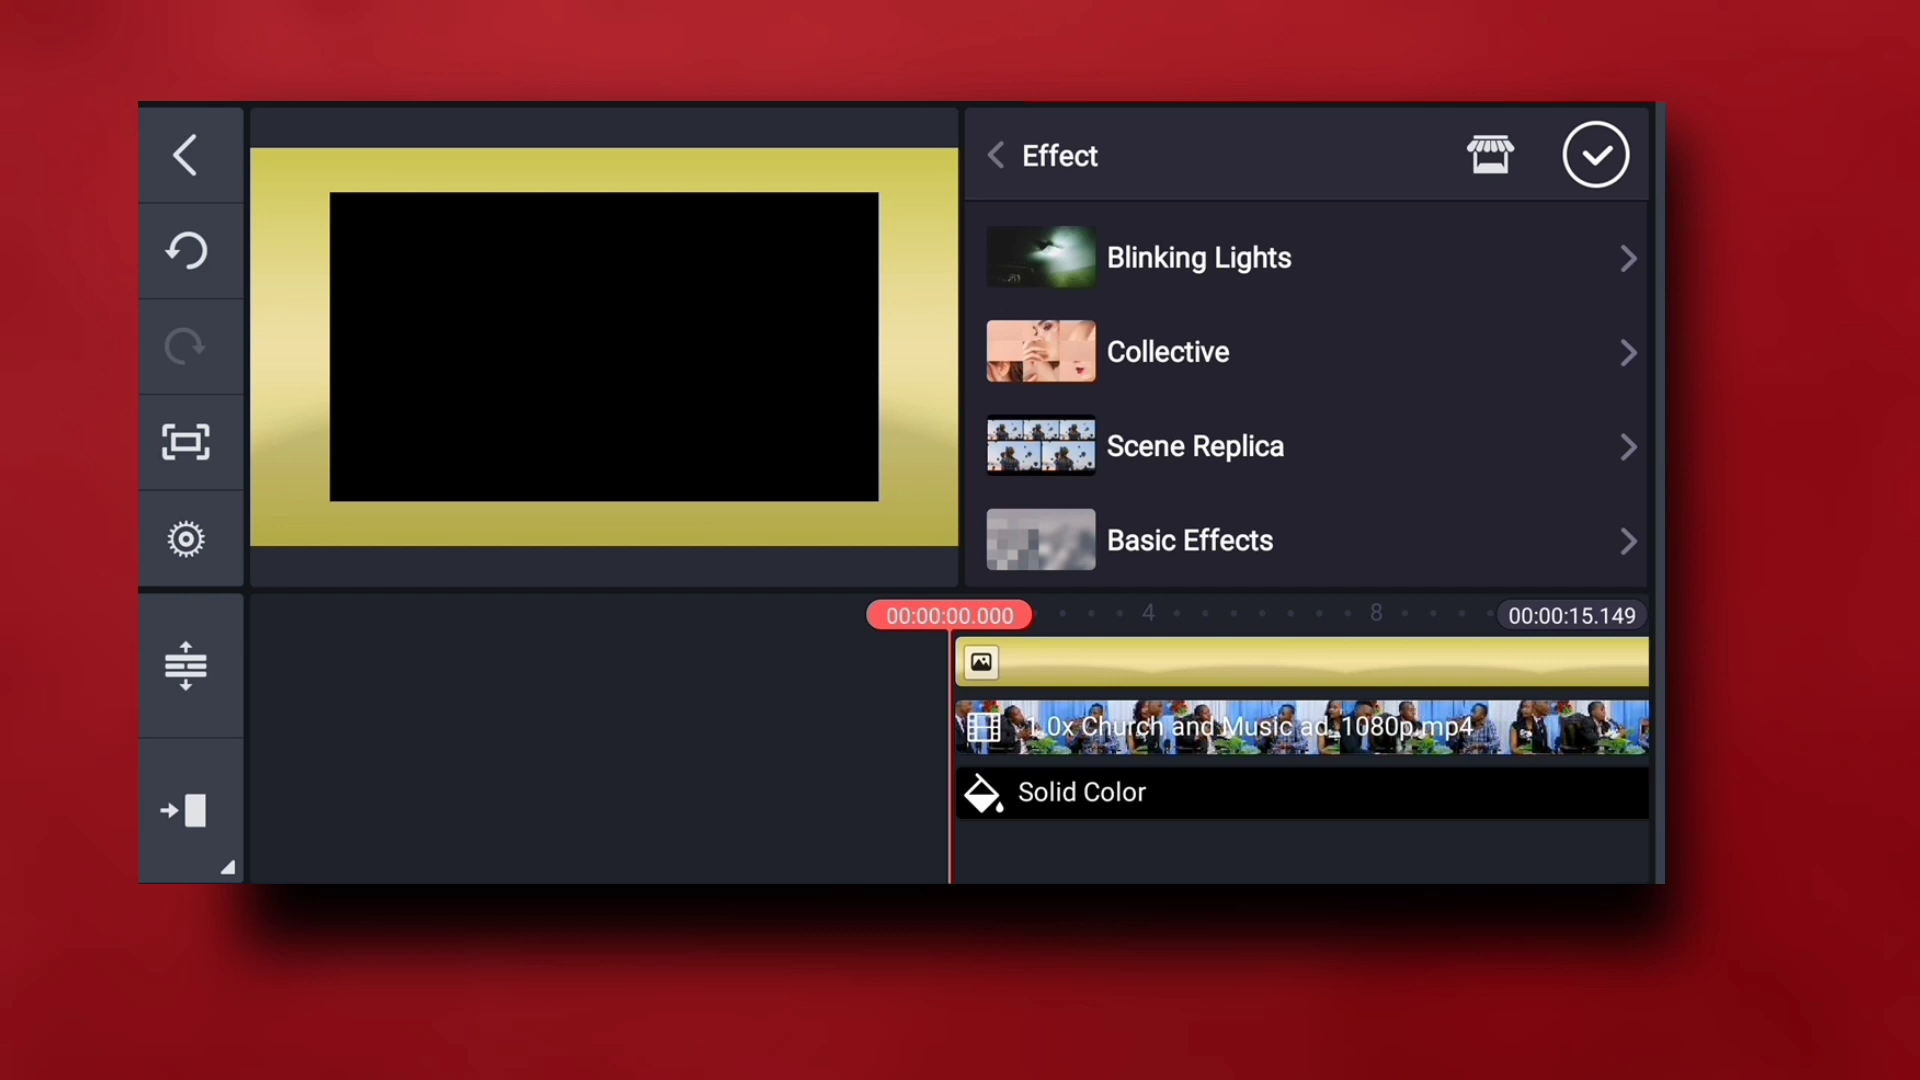 Effect
Blinking Lights
Collective
Scene Replica
Basic Effects
00:00:00.000
4
8
00:00:15.149
1.0x Church and Music ad_1080p.mp4
Solid Color